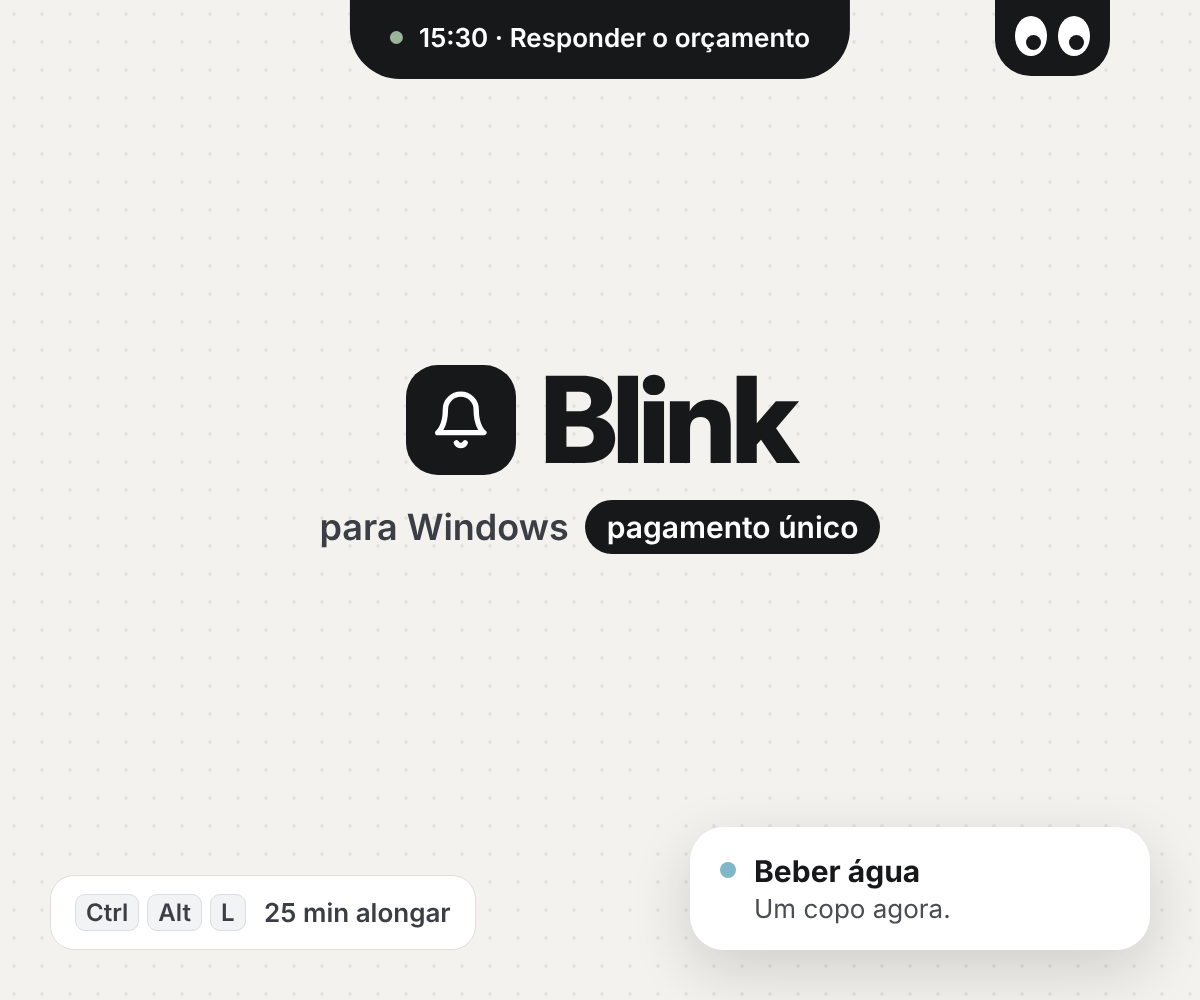 15:30 · Responder o orçamento
Blink
para Windows pagamento único
Ctrl Alt L 25 min alongar
Beber água
Um copo agora.